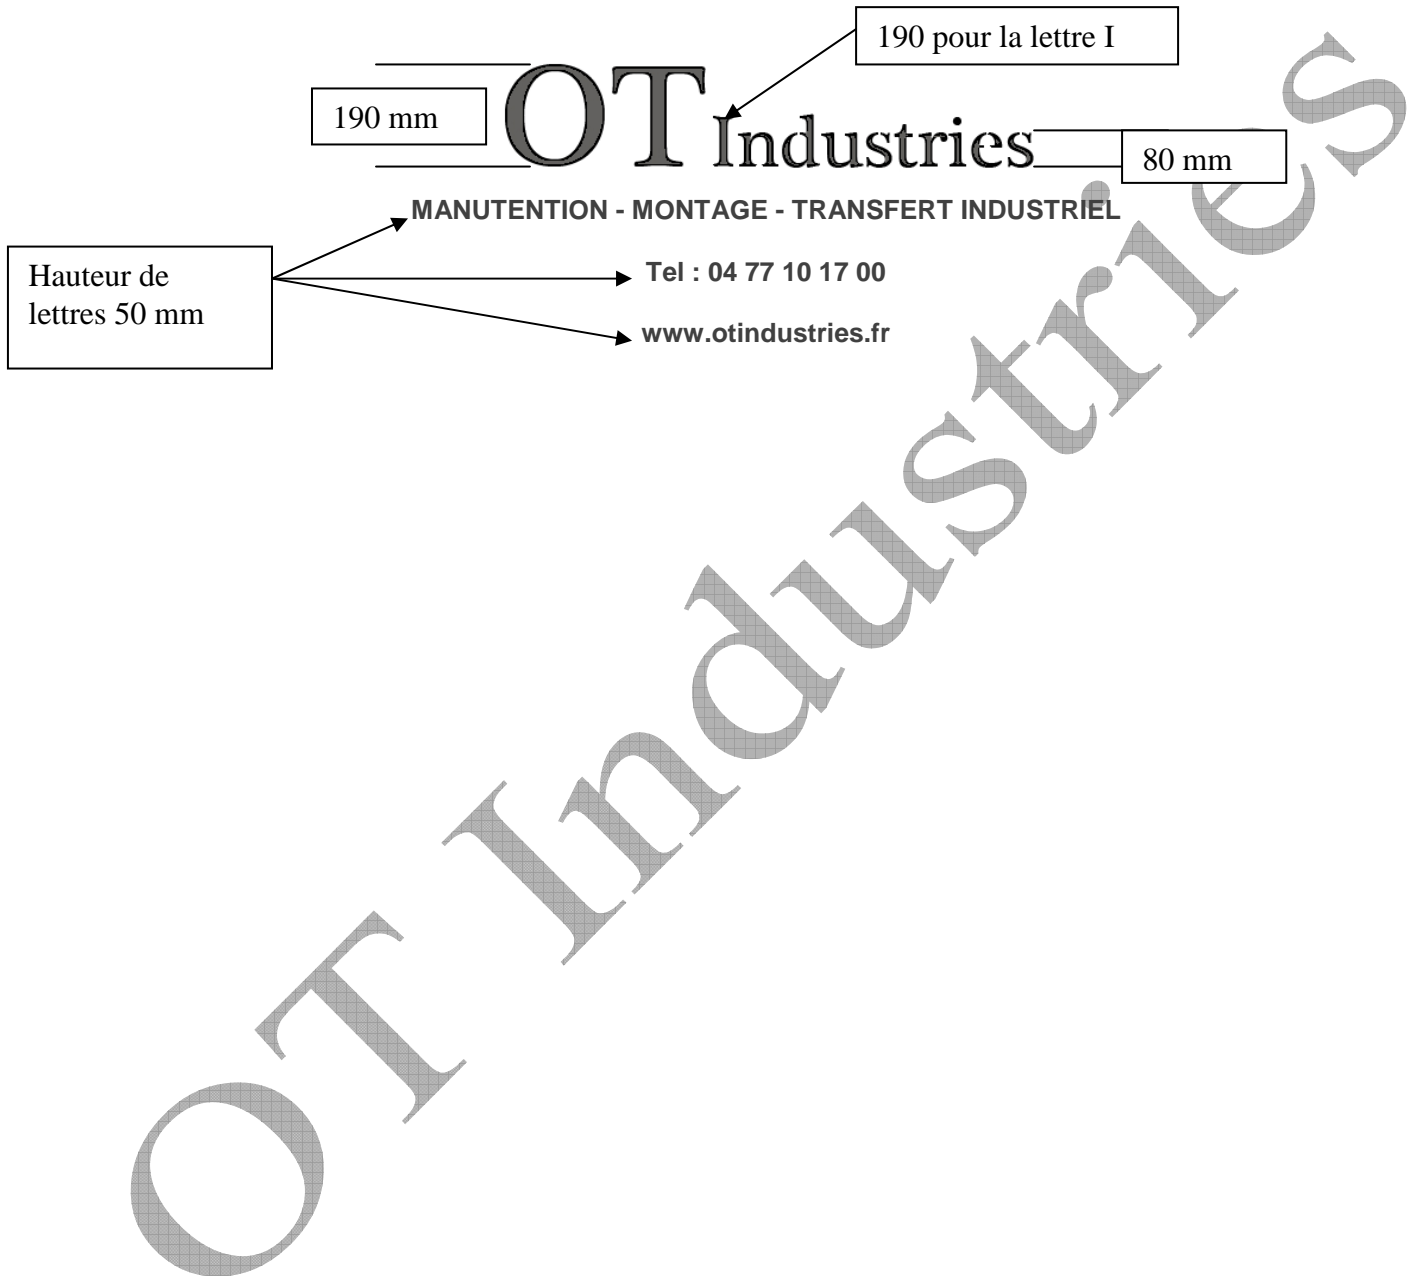 190 pour la lettre I
190 mm
OT Industries
80 mm
MANUTENTION - MONTAGE - TRANSFERT INDUSTRIEL
Hauteur de
lettres 50 mm
Tel : 04 77 10 17 00
www.otindustries.fr
OT Industries